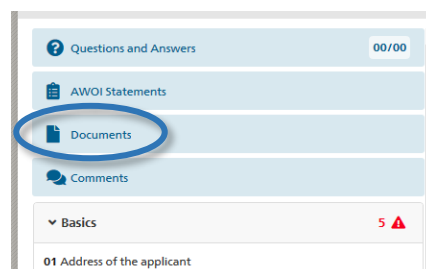 Questions and Answers 00/00
AWOI Statements
Documents
Comments
Basics 5
01 Address of the applicant